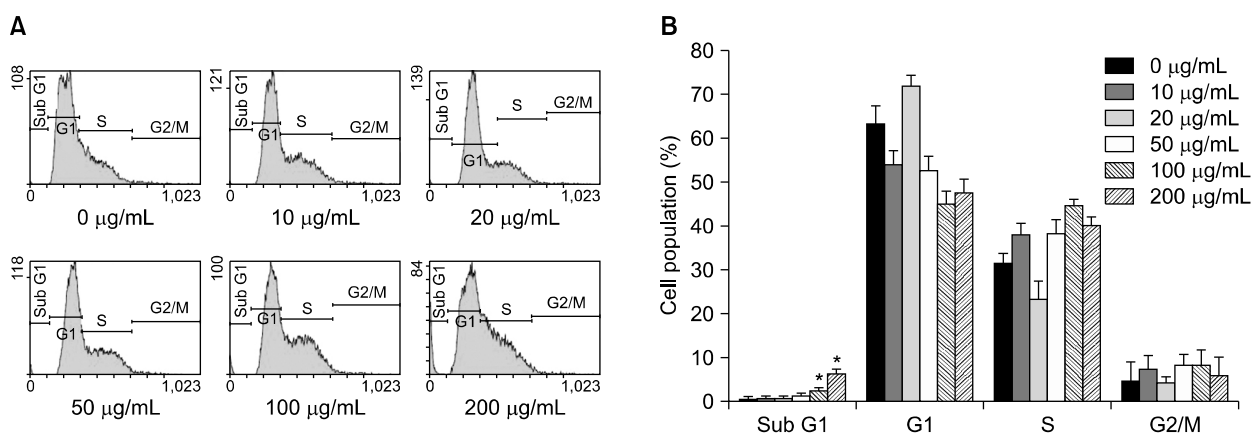 A
108
Sub G1
G1
S
G2/M
0
1,023
0 μg/mL
121
Sub G1
G1
S
G2/M
0
1,023
10 μg/mL
139
Sub G1
G1
S
G2/M
0
1,023
20 μg/mL
118
Sub G1
G1
S
G2/M
0
1,023
50 μg/mL
100
Sub G1
G1
S
G2/M
0
1,023
100 μg/mL
84
Sub G1
G1
S
G2/M
0
1,023
200 μg/mL
B
Cell population (%)
80
70
60
50
40
30
20
10
0
* *
Sub G1 G1 S G2/M
0 μg/mL
10 μg/mL
20 μg/mL
50 μg/mL
100 μg/mL
200 μg/mL